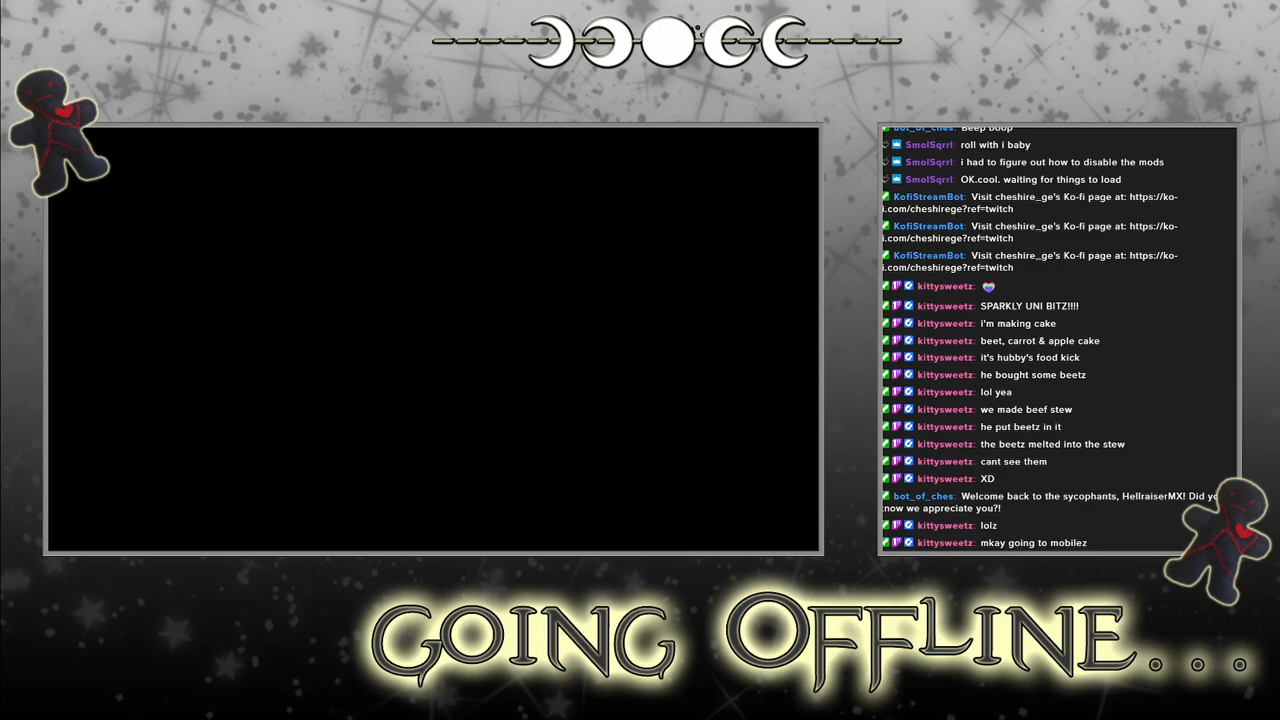 bot_of_ches: Beep boop
SmolSqrrl: roll with i baby
SmolSqrrl: i had to figure out how to disable the mods
SmolSqrrl: OK.cool. waiting for things to load
KofiStreamBot: Visit cheshire_ge's Ko-fi page at: https://ko-
i.com/cheshirege?ref=twitch
KofiStreamBot: Visit cheshire_ge's Ko-fi page at: https://ko-
i.com/cheshirege?ref=twitch
KofiStreamBot: Visit cheshire_ge's Ko-fi page at: https://ko-
i.com/cheshirege?ref=twitch
kittysweetz:
kittysweetz: SPARKLY UNI BITZ!!!!
kittysweetz: i'm making cake
kittysweetz: beet, carrot & apple cake
kittysweetz: it's hubby's food kick
kittysweetz: he bought some beetz
kittysweetz: lol yea
kittysweetz: we made beef stew
kittysweetz: he put beetz in it
kittysweetz: the beetz melted into the stew
kittysweetz: cant see them
kittysweetz: XD
bot_of_ches: Welcome back to the sycophants, HellraiserMX! Did yo
now we appreciate you?!
kittysweetz: lolz
kittysweetz: mkay going to mobilez
GOING OFFLINE...